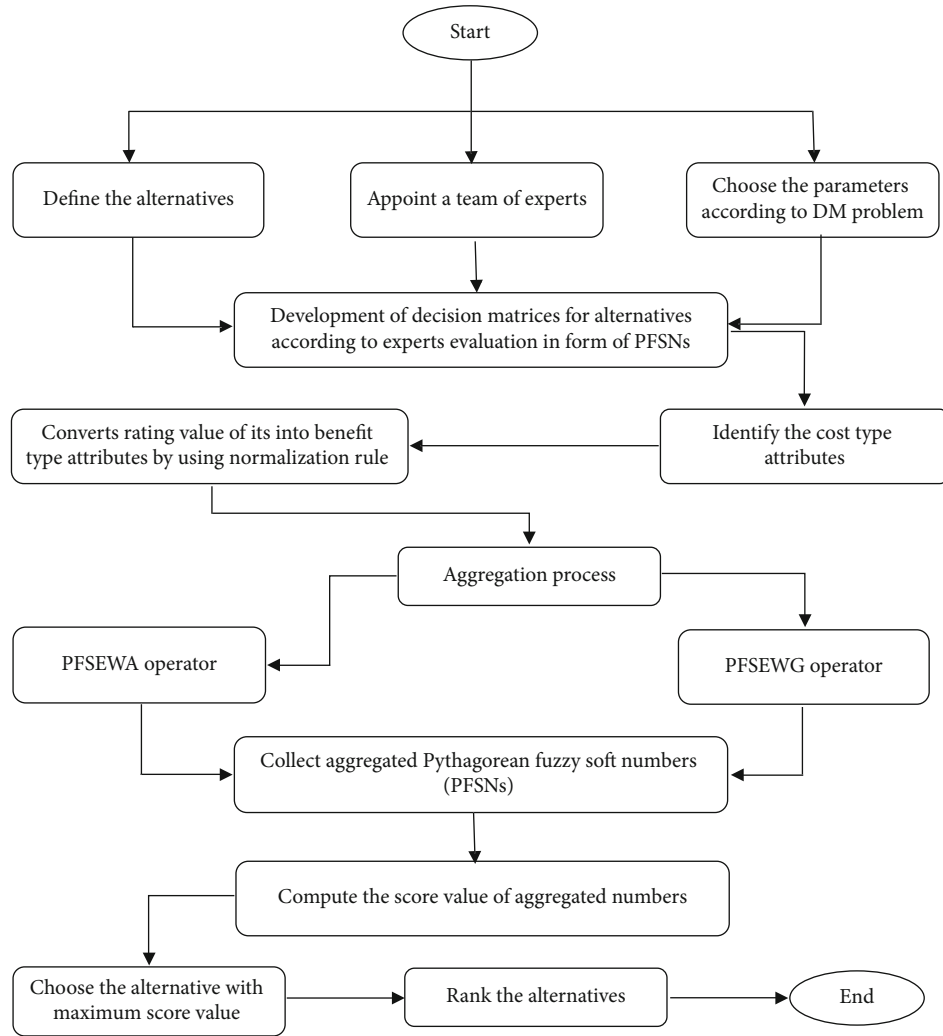 Start
Define the alternatives
Appoint a team of experts
Choose the parameters
according to DM problem
Development of decision matrices for alternatives
according to experts evaluation in form of PFSNs
Converts rating value of its into benefit
type attributes by using normalization rule
Identify the cost type
attributes
Aggregation process
PFSEWA operator
PFSEWG operator
Collect aggregated Pythagorean fuzzy soft numbers
(PFSNs)
Compute the score value of aggregated numbers
Choose the alternative with
maximum score value
Rank the alternatives
End